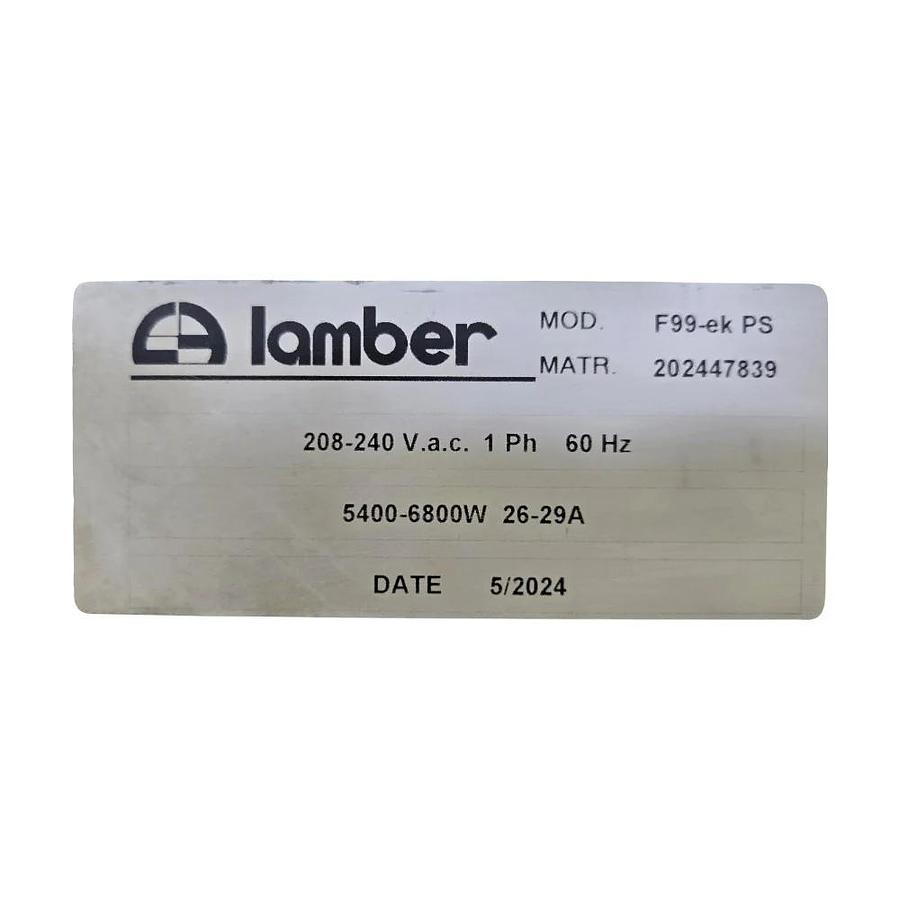 lamber
MOD. F99-ek PS
MATR. 202447839
208-240 V.a.c. 1 Ph 60 Hz
5400-6800W 26-29A
DATE 5/2024